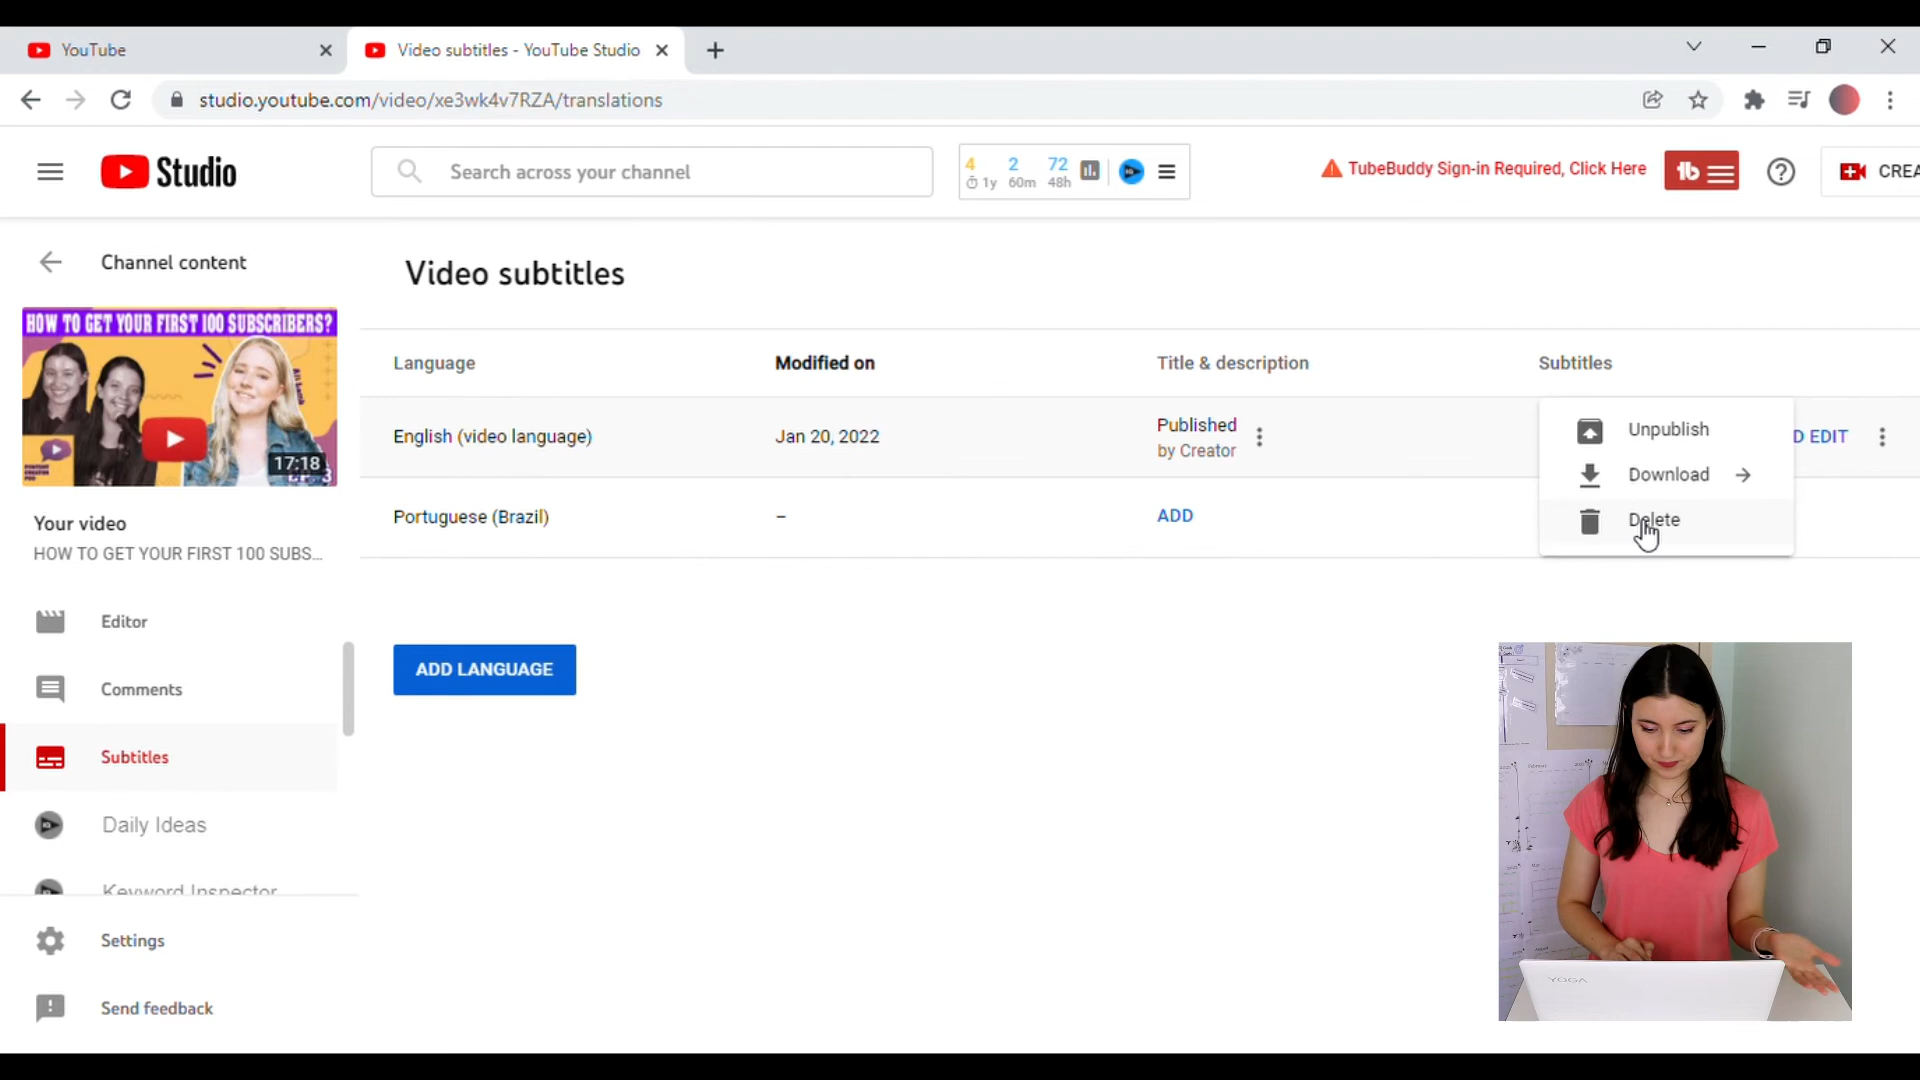 YouTube
Video subtitles - YouTube Studio
studio.youtube.com/video/xe3wk4v7RZA/translations
Studio
Search across your channel
4 2 72
1y 60m 48h
TubeBuddy Sign-in Required, Click Here
tb
CREA
Channel content
Video subtitles
HOW TO GET YOUR FIRST 100 SUBSCRIBERS?
17:18
Language Modified on Title & description Subtitles
English (video language) Jan 20, 2022 Published
by Creator
Unpublish
D EDIT
Download
Delete
Portuguese (Brazil) – ADD
Your video
HOW TO GET YOUR FIRST 100 SUBS...
Editor
ADD LANGUAGE
Comments
Subtitles
Daily Ideas
Keyword Inspector
Settings
Send feedback
YOGA